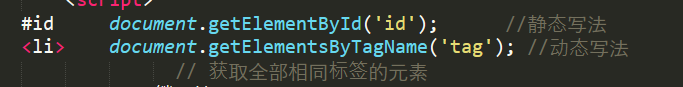 <script>
#id document.getElementById('id'); //静态写法
<li> document.getElementsByTagName('tag'); //动态写法
// 获取全部相同标签的元素